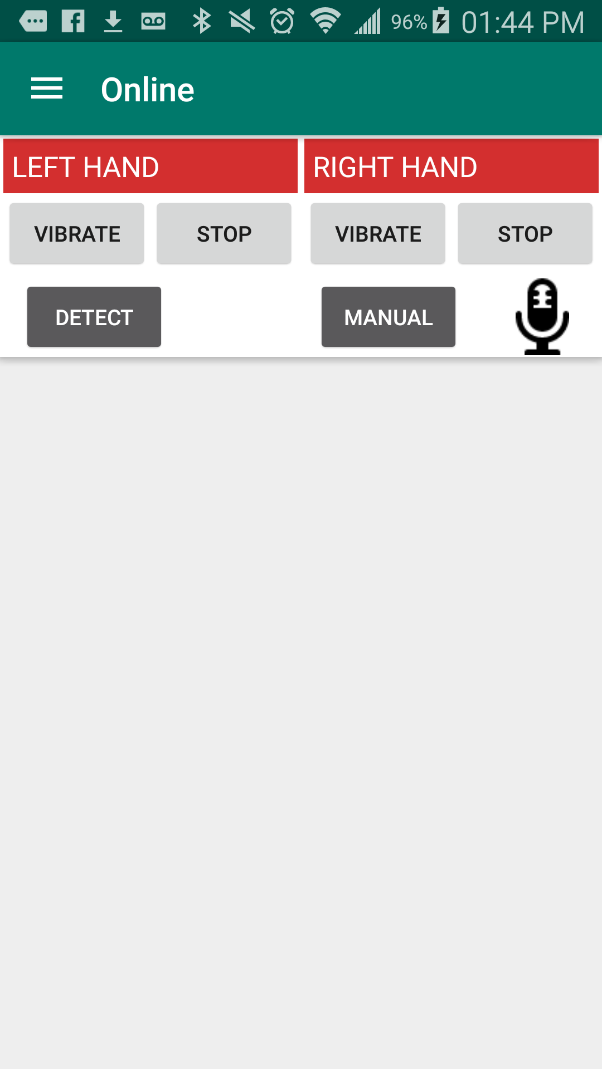 96% 01:44 PM
Online
LEFT HAND RIGHT HAND
VIBRATE STOP VIBRATE STOP
DETECT MANUAL